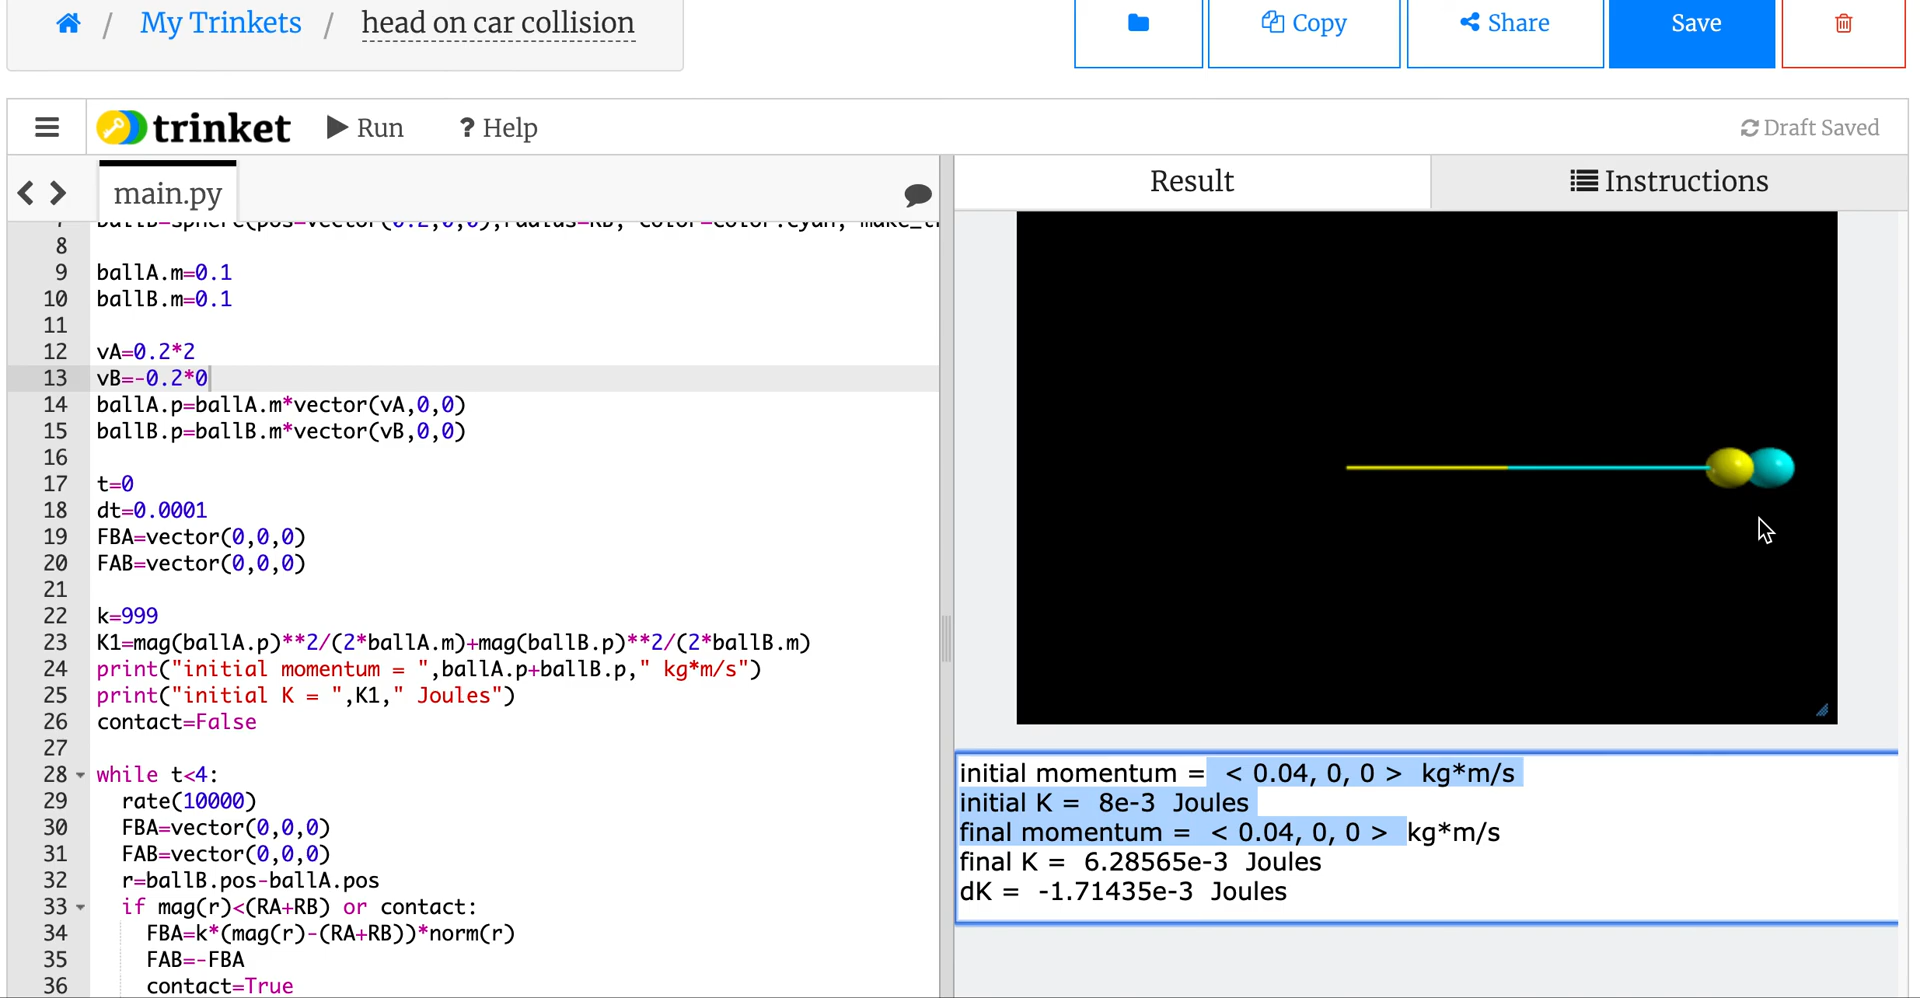 / My Trinkets / head on car collision
Copy
Share
Save
trinket
Run
? Help
Draft Saved
main.py
Result
Instructions
8
9 ballA.m=0.1
10 ballB.m=0.1
11
12 vA=0.2*2
13 vB=-0.2*0
14 ballA.p=ballA.m*vector(vA,0,0)
15 ballB.p=ballB.m*vector(vB,0,0)
16
17 t=0
18 dt=0.0001
19 FBA=vector(0,0,0)
20 FAB=vector(0,0,0)
21
22 k=999
23 K1=mag(ballA.p)**2/(2*ballA.m)+mag(ballB.p)**2/(2*ballB.m)
24 print("initial momentum = ",ballA.p+ballB.p," kg*m/s")
25 print("initial K = ",K1," Joules")
26 contact=False
27
28 while t<4:
29 rate(10000)
30 FBA=vector(0,0,0)
31 FAB=vector(0,0,0)
32 r=ballB.pos-ballA.pos
33 if mag(r)<(RA+RB) or contact:
34 FBA=k*(mag(r)-(RA+RB))*norm(r)
35 FAB=-FBA
36 contact=True
initial momentum = < 0.04, 0, 0 > kg*m/s
initial K = 8e-3 Joules
final momentum = < 0.04, 0, 0 > kg*m/s
final K = 6.28565e-3 Joules
dK = -1.71435e-3 Joules